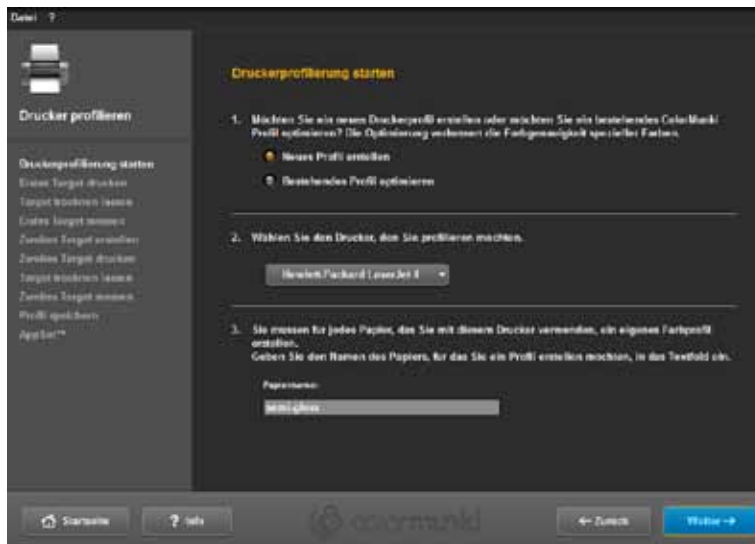 Datei ?
Drucker profilieren
Druckerprofilierung starten
Erstes Target drucken
Target trocknen lassen
Erstes Target messen
Zweites Target erstellen
Zweites Target drucken
Target trocknen lassen
Zweites Target messen
Profil speichern
AppSet™
Druckerprofilierung starten
1. Möchten Sie ein neues Druckerprofil erstellen oder möchten Sie ein bestehendes ColorMunki
Profil optimieren? Die Optimierung verbessert die Farbgenauigkeit spezieller Farben.
Neues Profil erstellen
Bestehendes Profil optimieren
2. Wählen Sie den Drucker, den Sie profilieren möchten.
Hewlett-Packard LaserJet 4
3. Sie müssen für jedes Papier, das Sie mit diesem Drucker verwenden, ein eigenes Farbprofil
erstellen.
Geben Sie den Namen des Papiers, für das Sie ein Profil erstellen möchten, in das Textfeld ein.
Papiername:
semi-gloss
Startseite
? Info
colormunki
← Zurück
Weiter →